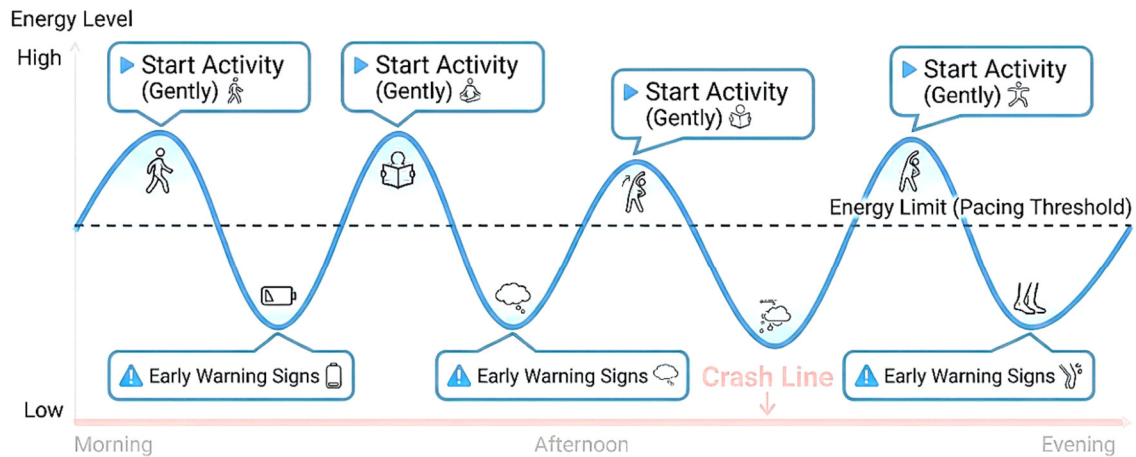 Energy Level
High
Start Activity
(Gently)
Start Activity
(Gently)
Start Activity
(Gently)
Start Activity
(Gently)
Energy Limit (Pacing Threshold)
Early Warning Signs
Early Warning Signs
Crash Line
Early Warning Signs
Low
Morning
Afternoon
Evening